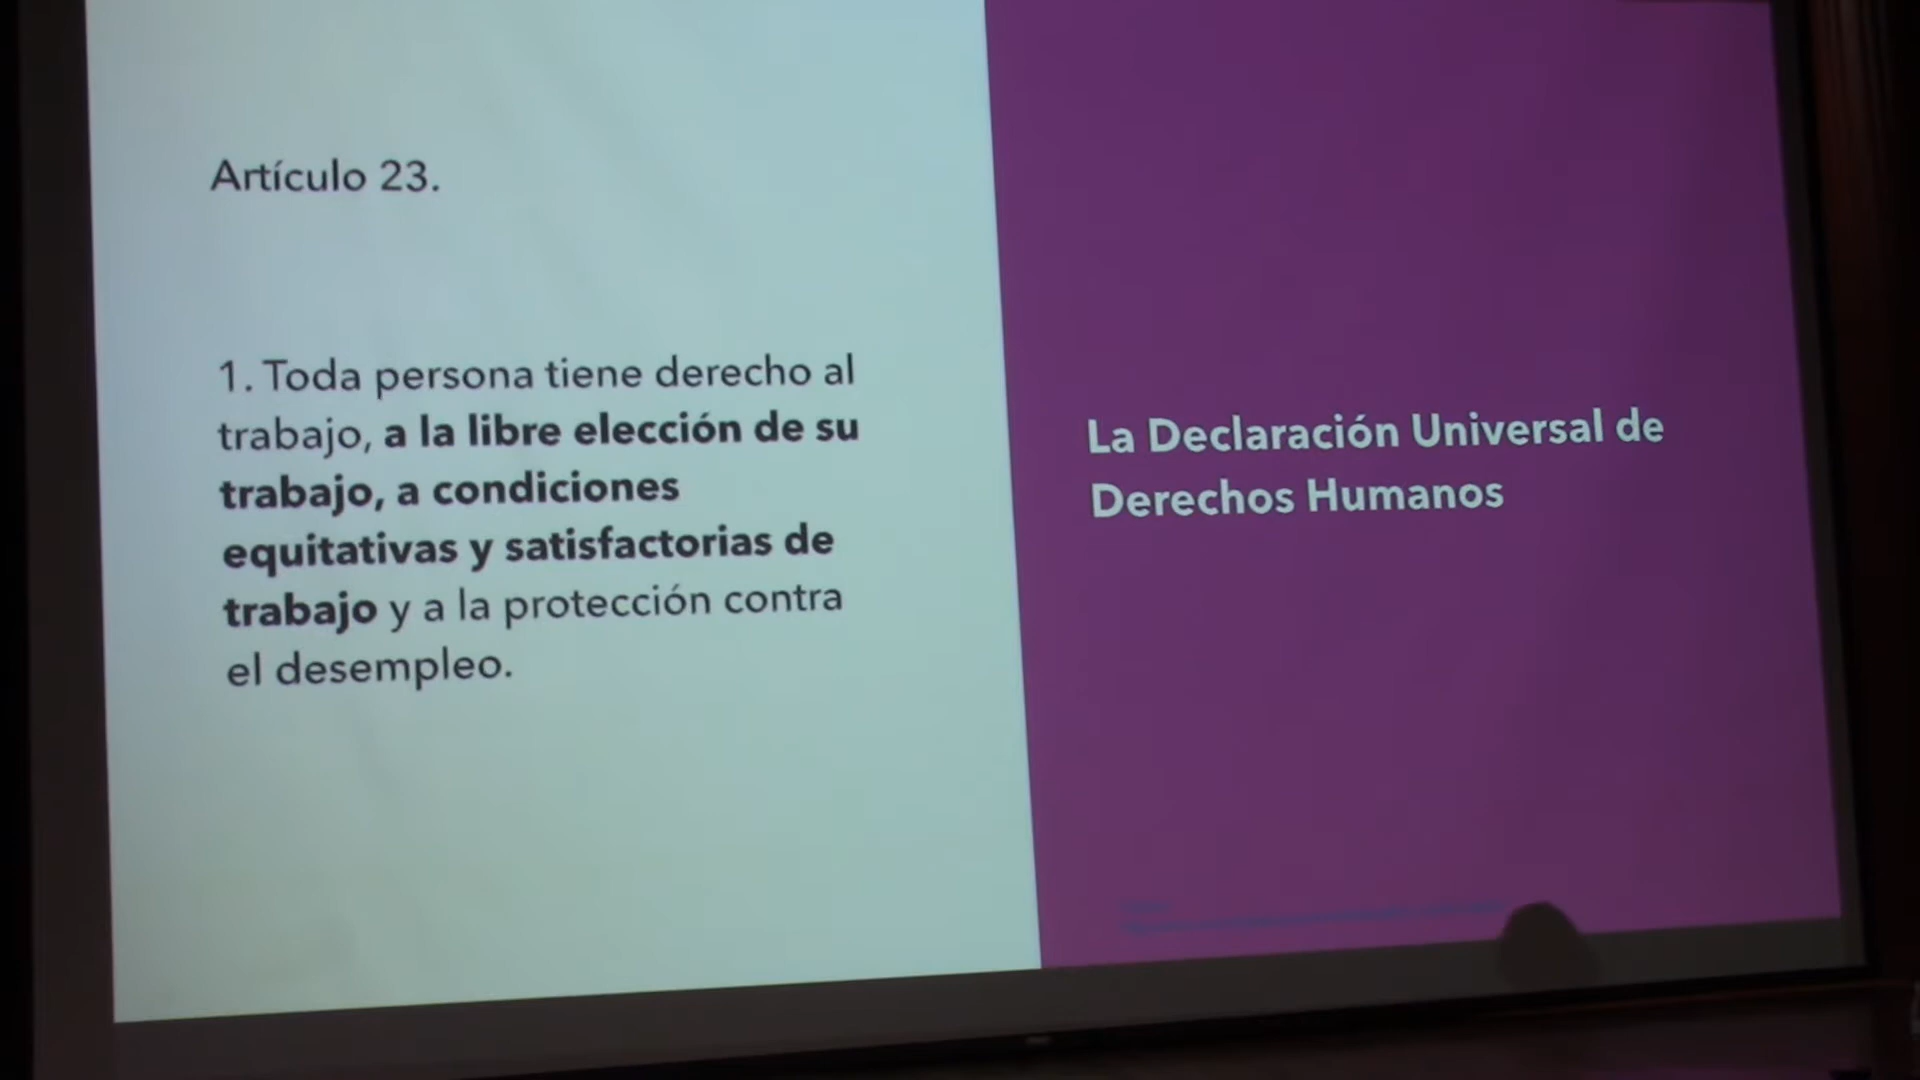 Artículo 23.
1. Toda persona tiene derecho al
trabajo, a la libre elección de su
trabajo, a condiciones
equitativas y satisfactorias de
trabajo y a la protección contra
el desempleo.
La Declaración Universal de
Derechos Humanos